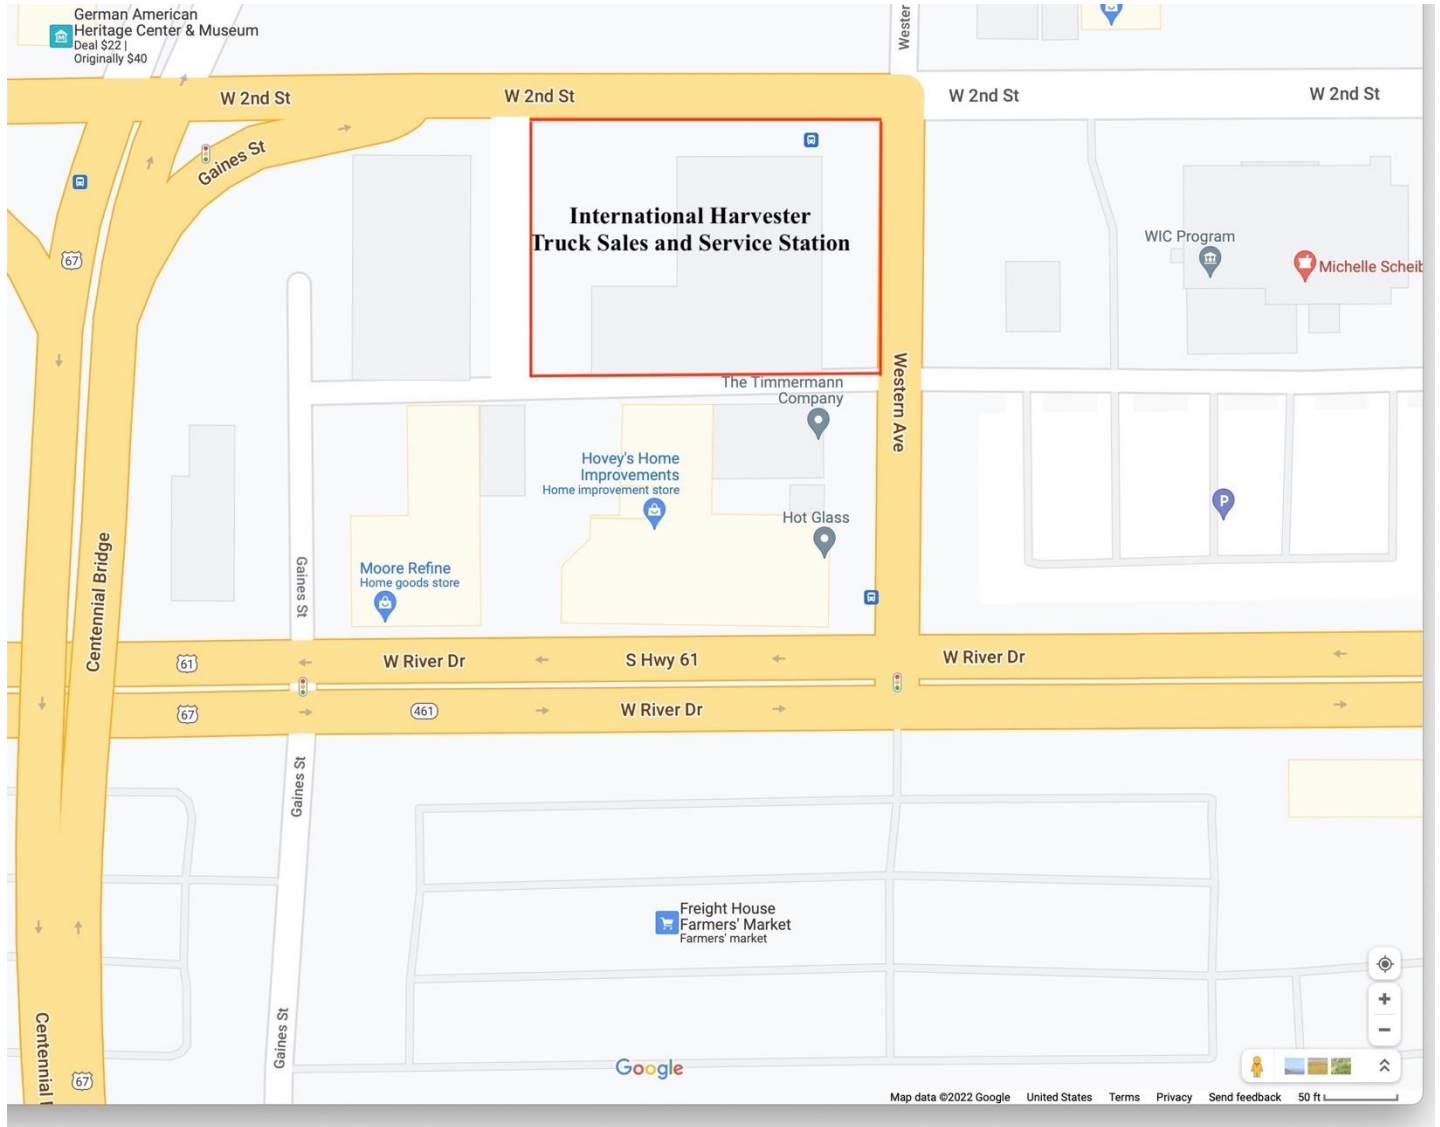 German American
Heritage Center & Museum
Deal $22 |
Originally $40
Wester
W 2nd St
W 2nd St
W 2nd St
W 2nd St
Gaines St
67
International Harvester
Truck Sales and Service Station
WIC Program
Michelle Scheib
Western Ave
The Timmermann
Company
Hovey's Home
Improvements
Home improvement store
Hot Glass
P
Moore Refine
Home goods store
Gaines St
Centennial Bridge
61
W River Dr
S Hwy 61
W River Dr
67
461
W River Dr
Gaines St
Freight House
Farmers' Market
Farmers' market
Gaines St
Centennial
67
Google
Map data ©2022 Google United States Terms Privacy Send feedback 50 ft